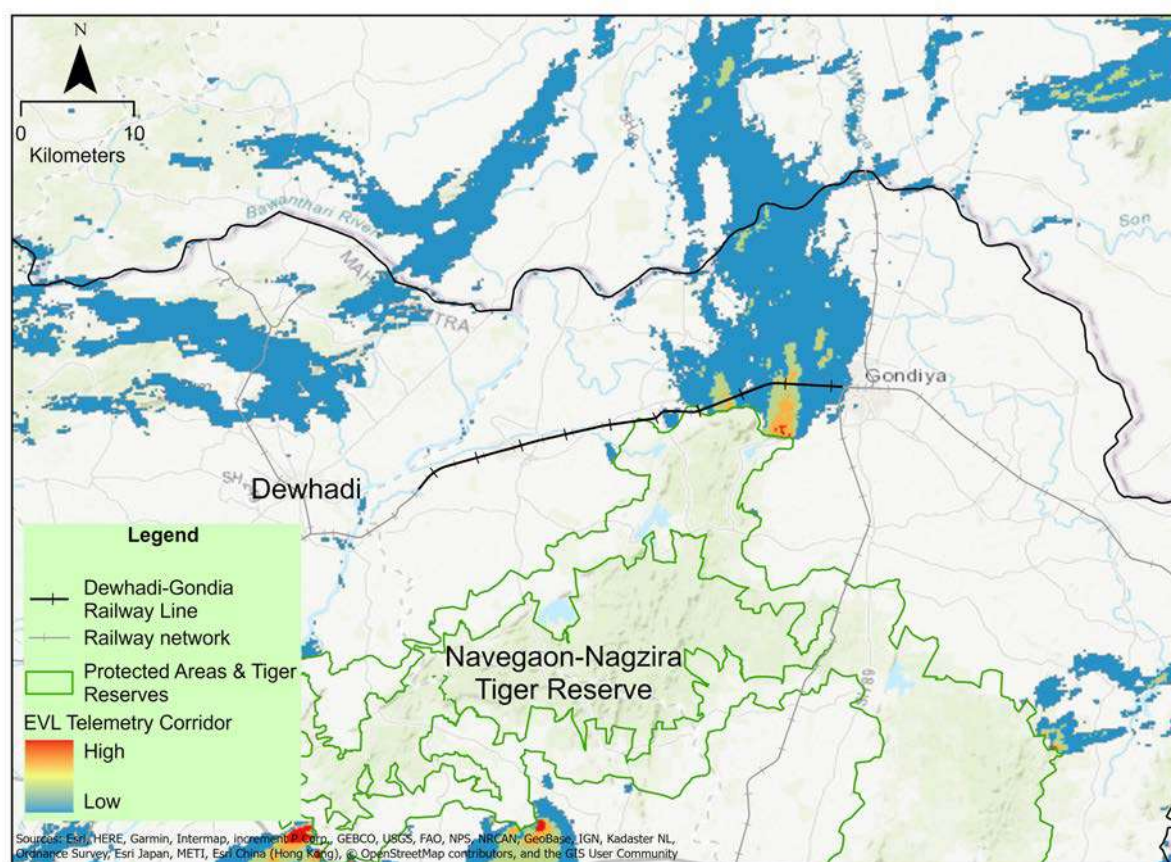 N
0 10
Kilometers
Bawanthari River
Wainganga
Son
Gondiya
Dewhadi
Navegaon-Nagzira
Tiger Reserve
Legend
Dewhadi-Gondia
Railway Line
Railway network
Protected Areas & Tiger
Reserves
EVL Telemetry Corridor
High
Low
Sources: Esri, HERE, Garmin, Intermap, increment P Corp., GEBCO, USGS, FAO, NPS, NRCAN, GeoBase, IGN, Kadaster NL,
Ordnance Survey, Esri Japan, METI, Esri China (Hong Kong), © OpenStreetMap contributors, and the GIS User Community